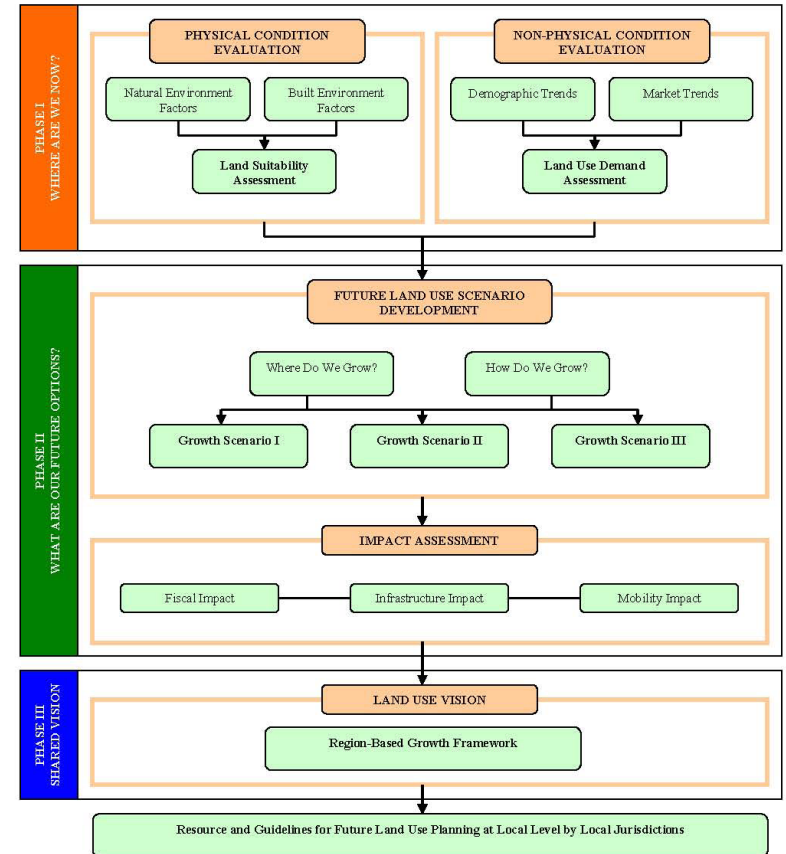 PHASE I
WHERE ARE WE NOW?
PHYSICAL CONDITION
EVALUATION
Natural Environment
Factors
Built Environment
Factors
Land Suitability
Assessment
NON-PHYSICAL CONDITION
EVALUATION
Demographic Trends
Market Trends
Land Use Demand
Assessment
PHASE II
WHAT ARE OUR FUTURE OPTIONS?
FUTURE LAND USE SCENARIO
DEVELOPMENT
Where Do We Grow?
How Do We Grow?
Growth Scenario I
Growth Scenario II
Growth Scenario III
IMPACT ASSESSMENT
Fiscal Impact
Infrastructure Impact
Mobility Impact
PHASE III
SHARED VISION
LAND USE VISION
Region-Based Growth Framework
Resource and Guidelines for Future Land Use Planning at Local Level by Local Jurisdictions